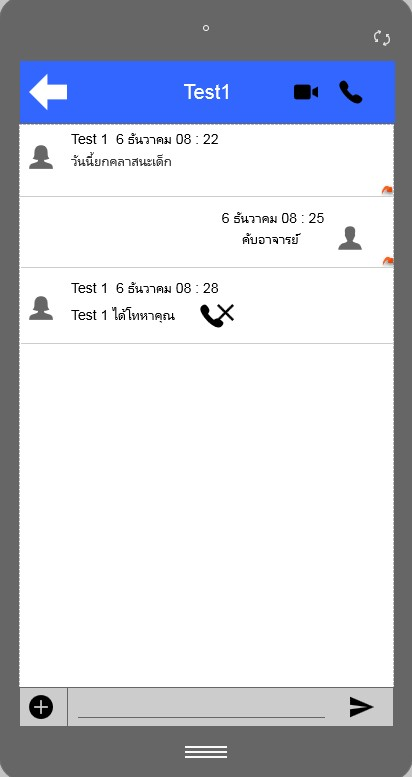 Test1
Test 1 6 ธันวาคม 08 : 22
วันนี้ยกคลาสนะเด็ก
6 ธันวาคม 08 : 25
คับอาจารย์
Test 1 6 ธันวาคม 08 : 28
Test 1 ได้โทหาคุณ